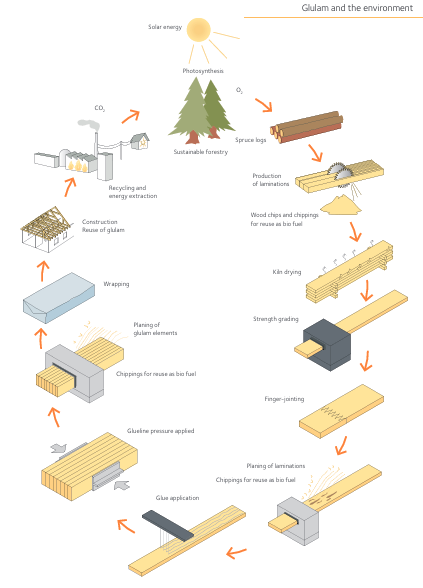 Glulam and the environment
Solar energy
Photosynthesis
O₂
CO₂
Spruce logs
Sustainable forestry
Production
of laminations
Recycling and
energy extraction
Wood chips and chippings
for reuse as bio fuel
Construction
Reuse of glulam
Kiln drying
Wrapping
Strength grading
Planing of
glulam elements
Chippings for reuse as bio fuel
Finger-jointing
Glueline pressure applied
Planing of laminations
Chippings for reuse as bio fuel
Glue application